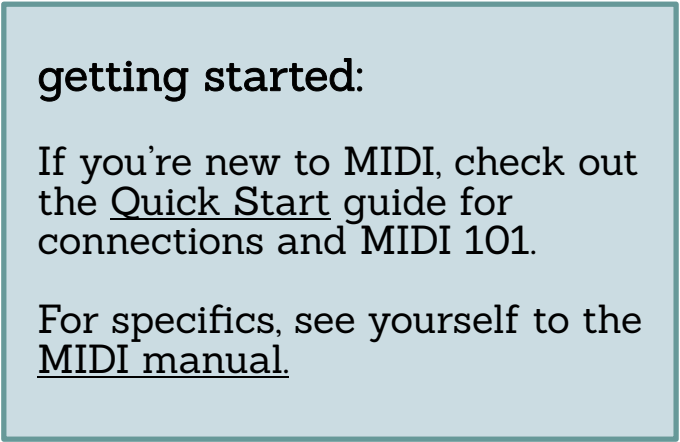 getting started:
If you’re new to MIDI, check out
the Quick Start guide for
connections and MIDI 101.
For specifics, see yourself to the
MIDI manual.